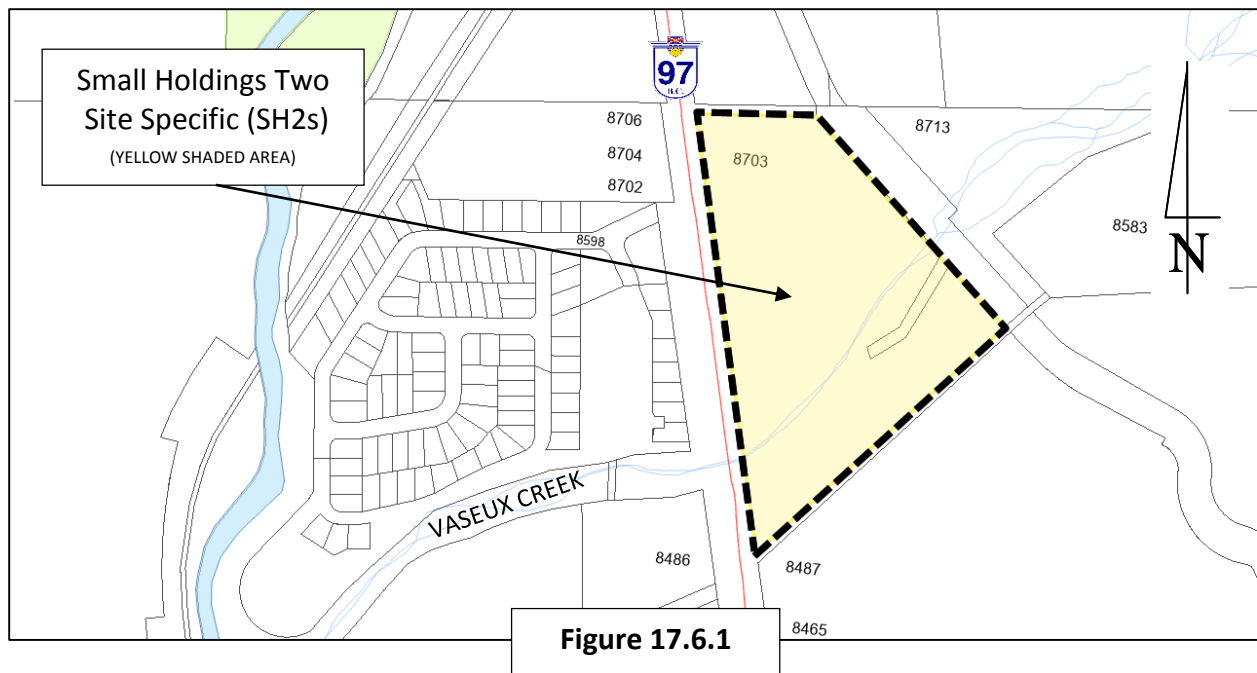 Small Holdings Two
Site Specific (SH2s)
(YELLOW SHADED AREA)
97
B.C.
8706
8713
8704
8703
8702
8583
8598
N
VASEUX CREEK
8486
8487
8465
Figure 17.6.1